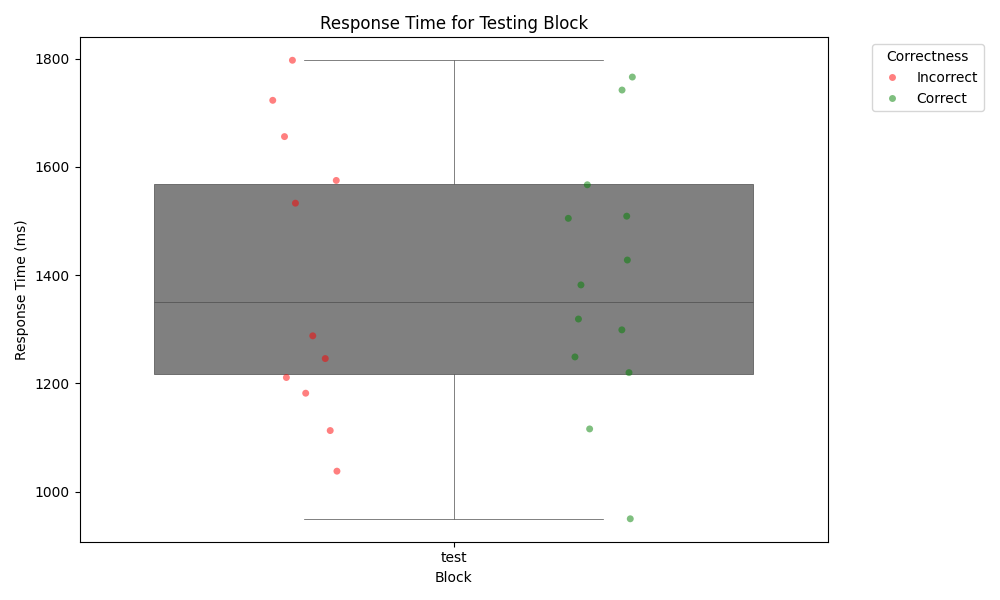 Response Time for Testing Block
Correctness
Incorrect
Correct
Response Time (ms)
1800
1600
1400
1200
1000
test
Block